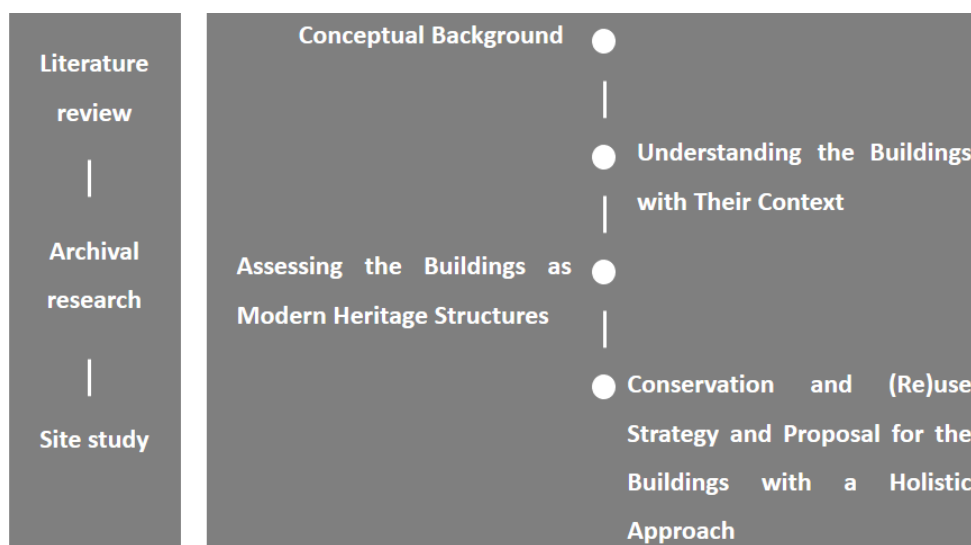 Literature
review
Archival
research
Site study
Conceptual Background
Understanding the Buildings
with Their Context
Assessing the Buildings as
Modern Heritage Structures
Conservation and (Re)use
Strategy and Proposal for the
Buildings with a Holistic
Approach